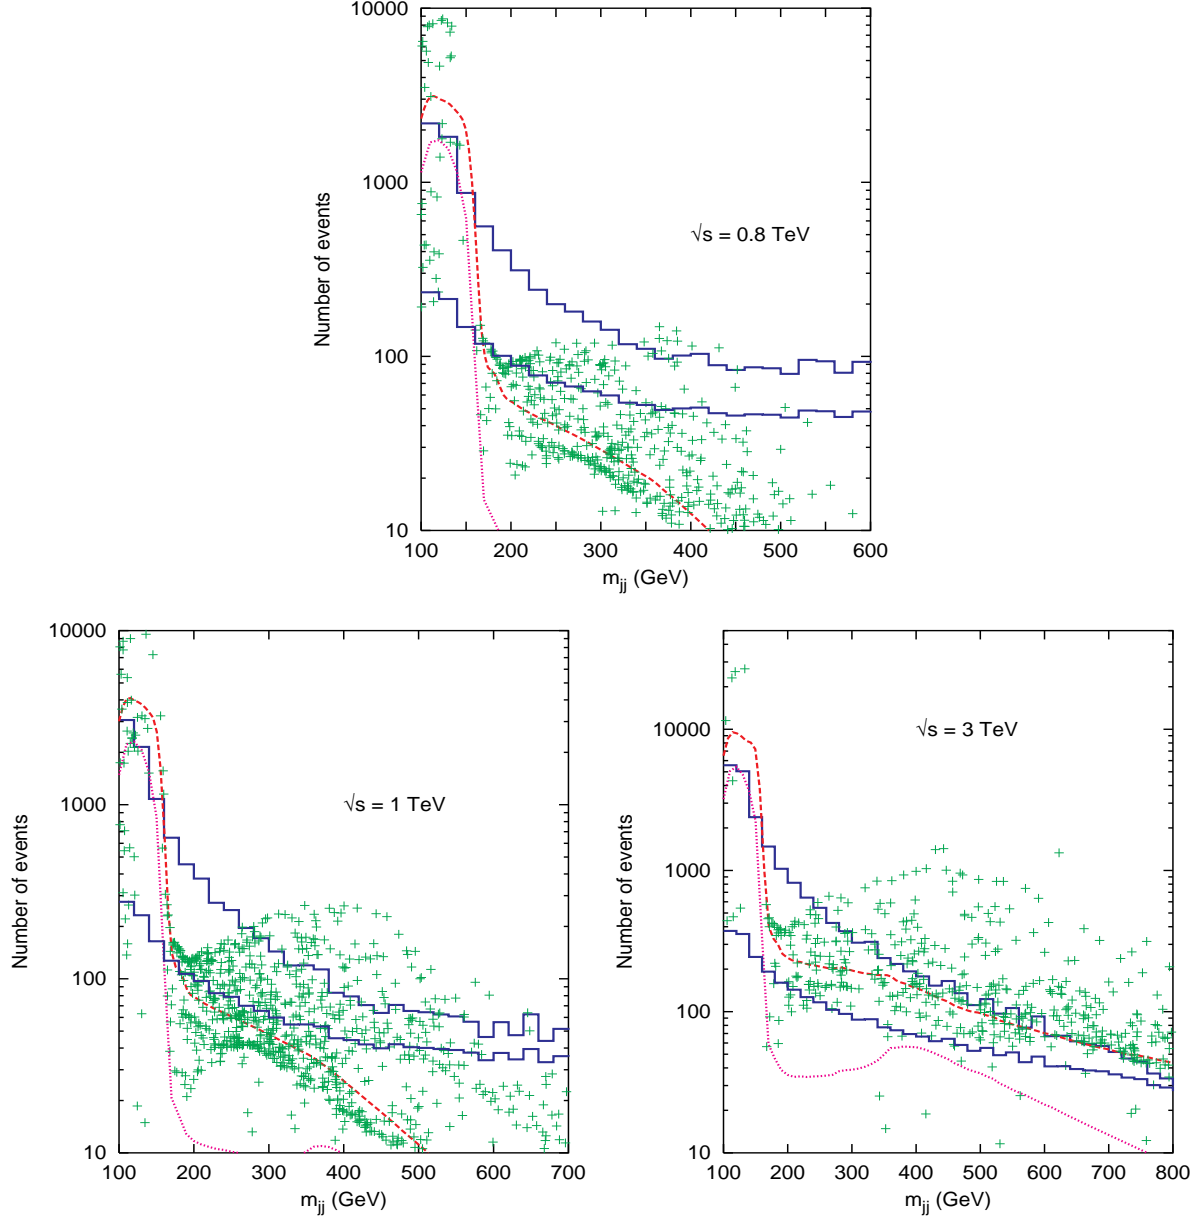 10000
1000
100
10
Number of events
√s = 0.8 TeV
100 200 300 400 500 600
m_jj (GeV)
10000
1000
100
10
Number of events
√s = 1 TeV
100 200 300 400 500 600 700
m_jj (GeV)
10000
1000
100
10
Number of events
√s = 3 TeV
100 200 300 400 500 600 700 800
m_jj (GeV)